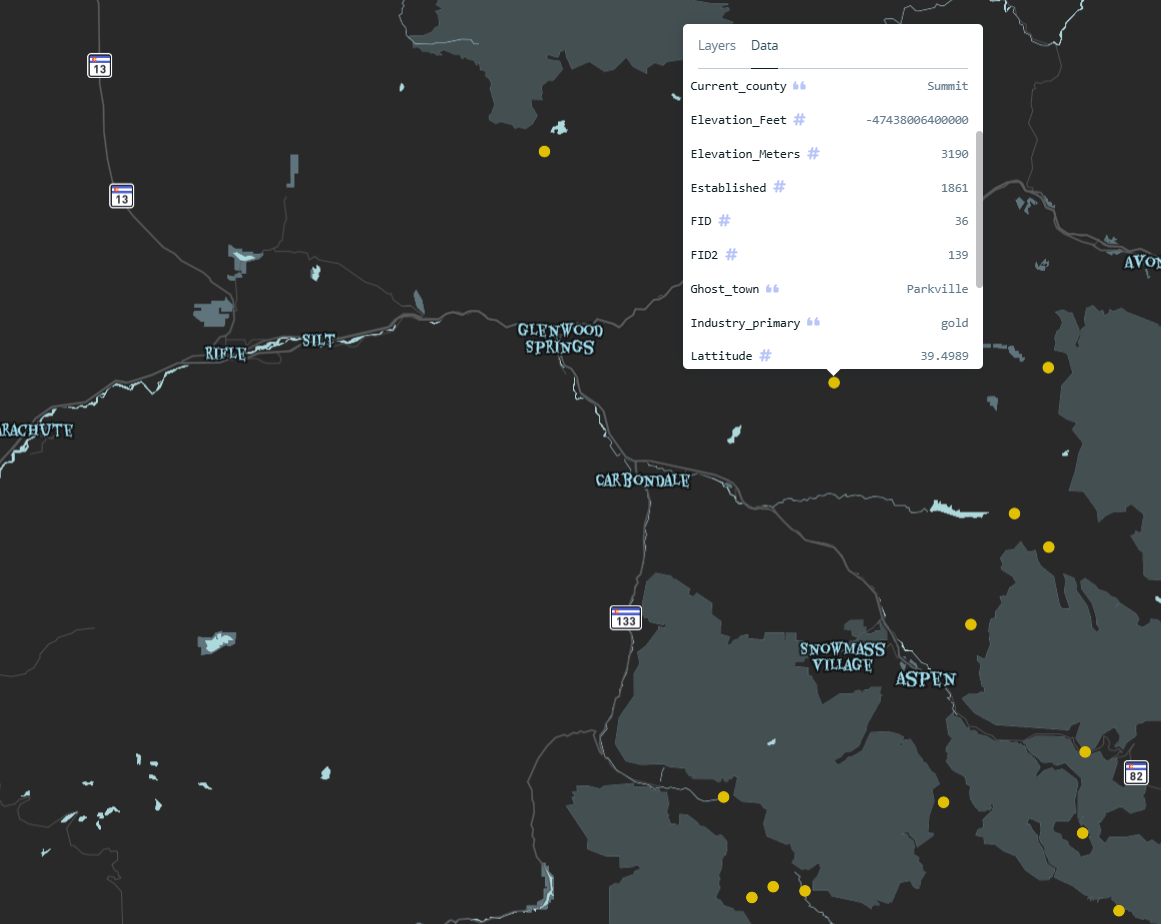 13
Layers Data
Current_county Summit
Elevation_Feet # -47438006400000
Elevation_Meters # 3190
Established # 1861
FID # 36
FID2 # 139
Ghost_town Parkville
Industry_primary gold
Lattitude # 39.4989
13
AVON
GLENWOOD
SPRINGS
SILT
RIFLE
ARACHUTE
CARBONDALE
133
SNOWMASS
VILLAGE
ASPEN
82